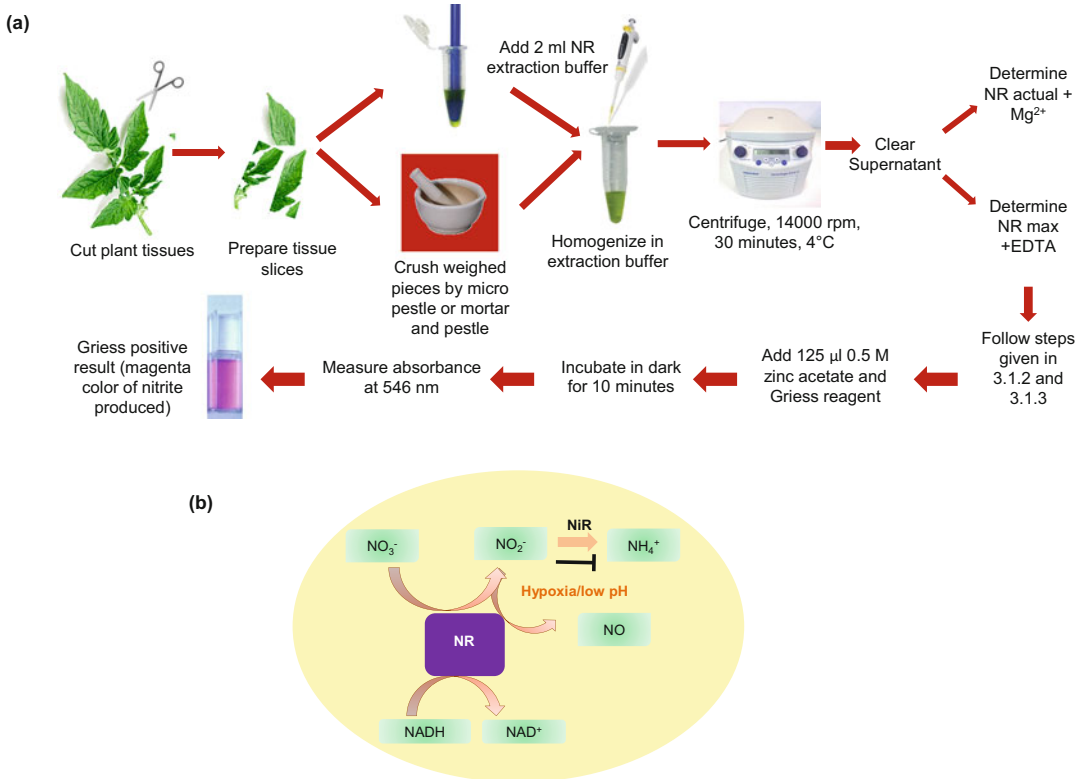 (a)
Cut plant tissues
Prepare tissue
slices
Crush weighed
pieces by micro
pestle or mortar
and pestle
Add 2 ml NR
extraction buffer
Homogenize in
extraction buffer
Centrifuge, 14000 rpm,
30 minutes, 4°C
Clear
Supernatant
Determine
NR actual +
Mg²⁺
Determine
NR max
+EDTA
Follow steps
given in
3.1.2 and
3.1.3
Add 125 µl 0.5 M
zinc acetate and
Griess reagent
Incubate in dark
for 10 minutes
Measure absorbance
at 546 nm
Griess positive
result (magenta
color of nitrite
produced)
(b)
NO₃⁻
NO₂⁻
NiR
NH₄⁺
Hypoxia/low pH
NO
NR
NADH
NAD⁺